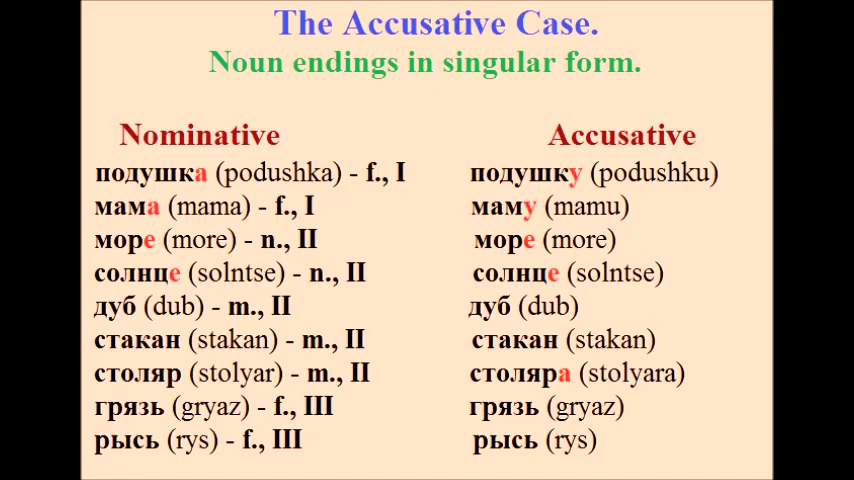 The Accusative Case.
Noun endings in singular form.
Nominative Accusative
подушка (podushka) - f., I подушку (podushku)
мама (mama) - f., I маму (mamu)
море (more) - n., II море (more)
солнце (solntse) - n., II солнце (solntse)
дуб (dub) - m., II дуб (dub)
стакан (stakan) - m., II стакан (stakan)
столяр (stolyar) - m., II столяра (stolyara)
грязь (gryaz) - f., III грязь (gryaz)
рысь (rys) - f., III рысь (rys)